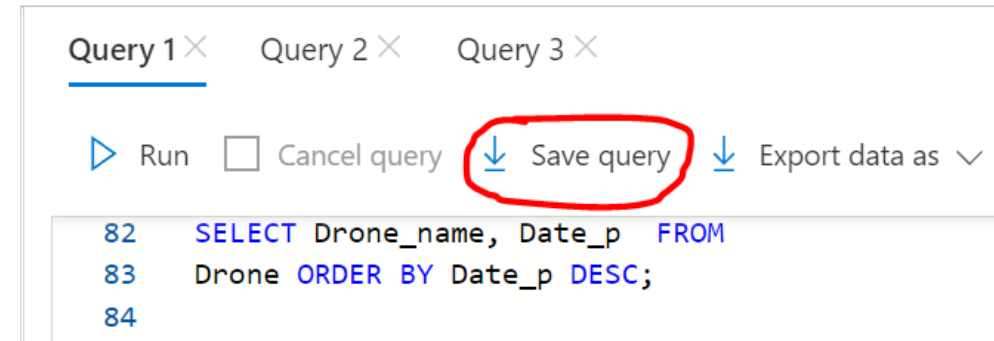 Query 1 Query 2 Query 3
Run Cancel query Save query Export data as
82 SELECT Drone_name, Date_p FROM
83 Drone ORDER BY Date_p DESC;
84